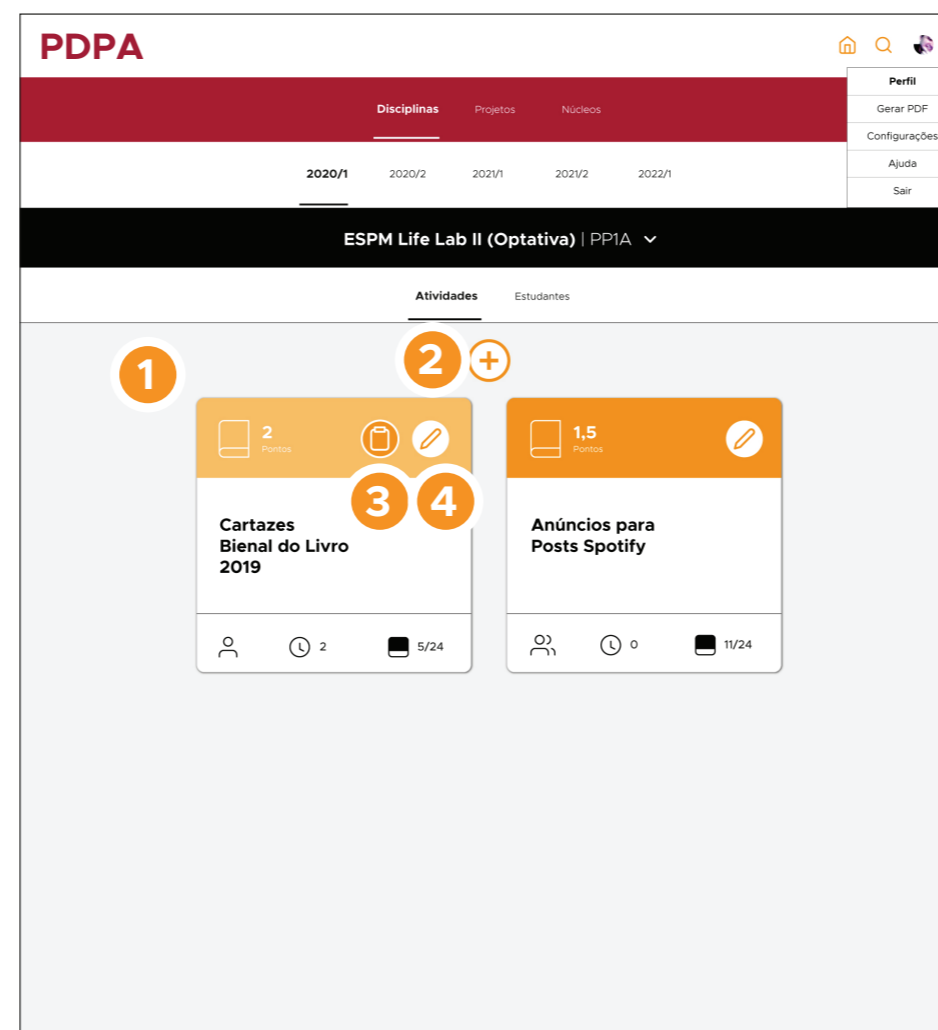 PDPA
Perfil
Gerar PDF
Configurações
Ajuda
Sair
Disciplinas Projetos Núcleos
2020/1 2020/2 2021/1 2021/2 2022/1
ESPM Life Lab II (Optativa) | PP1A
Atividades Estudantes
1
2 +
2
Pontos
3 4
Cartazes
Bienal do Livro
2019
2 5/24
1,5
Pontos
Anúncios para
Posts Spotify
0 11/24